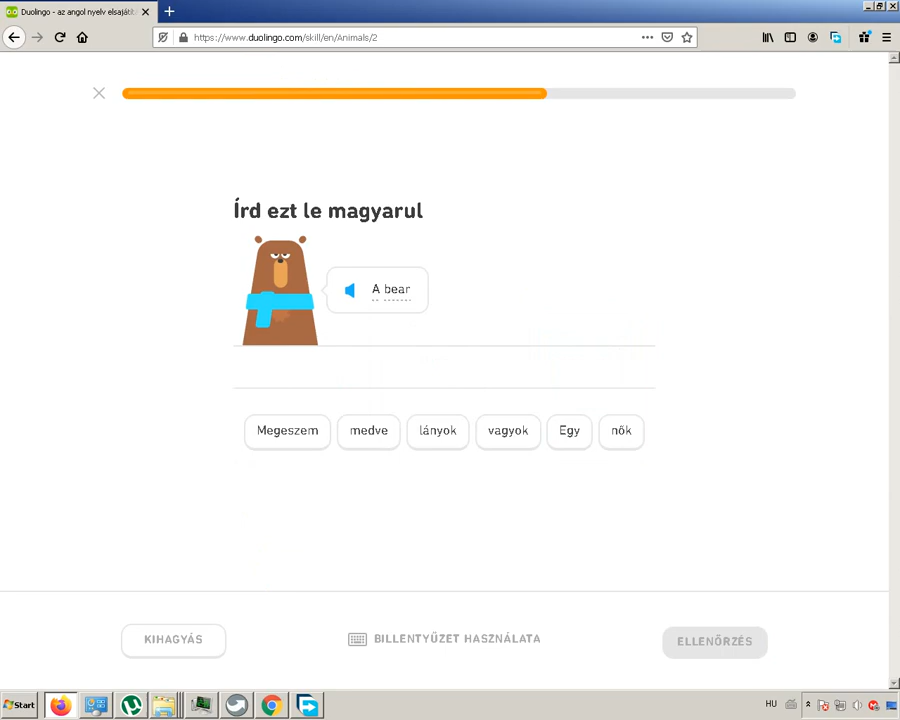 Duolingo - az angol nyelv elsajátítá
https://www.duolingo.com/skill/en/Animals/2
Írd ezt le magyarul
A bear
Megeszem medve lányok vagyok Egy nők
KIHAGYÁS BILLENTYŰZET HASZNÁLATA ELLENŐRZÉS
Start HU